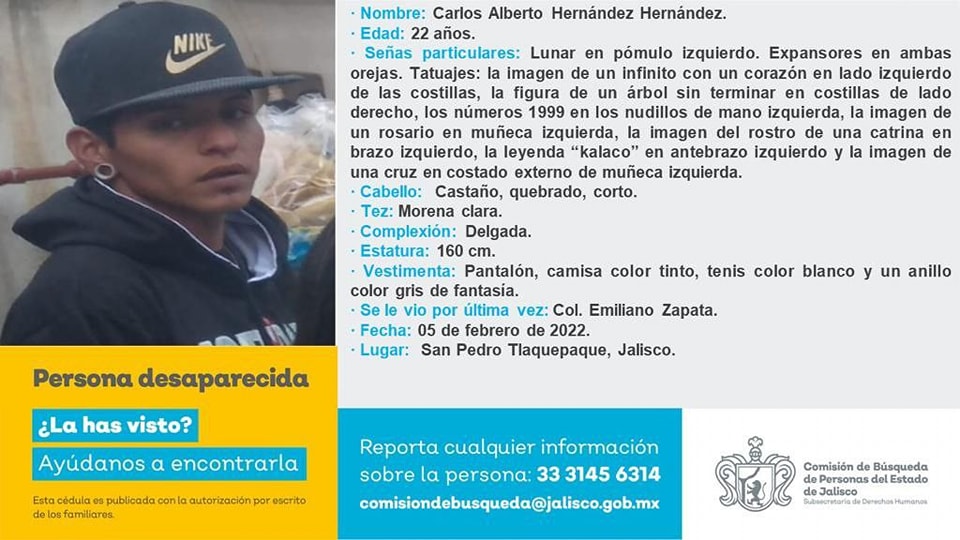 NIKE
· Nombre: Carlos Alberto Hernández Hernández.
· Edad: 22 años.
· Señas particulares: Lunar en pómulo izquierdo. Expansores en ambas
orejas. Tatuajes: la imagen de un infinito con un corazón en lado izquierdo
de las costillas, la figura de un árbol sin terminar en costillas de lado
derecho, los números 1999 en los nudillos de mano izquierda, la imagen de
un rosario en muñeca izquierda, la imagen del rostro de una catrina en
brazo izquierdo, la leyenda “kalaco” en antebrazo izquierdo y la imagen de
una cruz en costado externo de muñeca izquierda.
· Cabello: Castaño, quebrado, corto.
· Tez: Morena clara.
· Complexión: Delgada.
· Estatura: 160 cm.
· Vestimenta: Pantalón, camisa color tinto, tenis color blanco y un anillo
color gris de fantasía.
· Se le vio por última vez: Col. Emiliano Zapata.
· Fecha: 05 de febrero de 2022.
· Lugar: San Pedro Tlaquepaque, Jalisco.
Persona desaparecida
¿La has visto?
Ayúdanos a encontrarla
Esta cédula es publicada con la autorización por escrito
de los familiares.
Reporta cualquier información
sobre la persona: 33 3145 6314
comisiondebusqueda@jalisco.gob.mx
Comisión de Búsqueda
de Personas del Estado
de Jalisco
Subsecretaría de Derechos Humanos